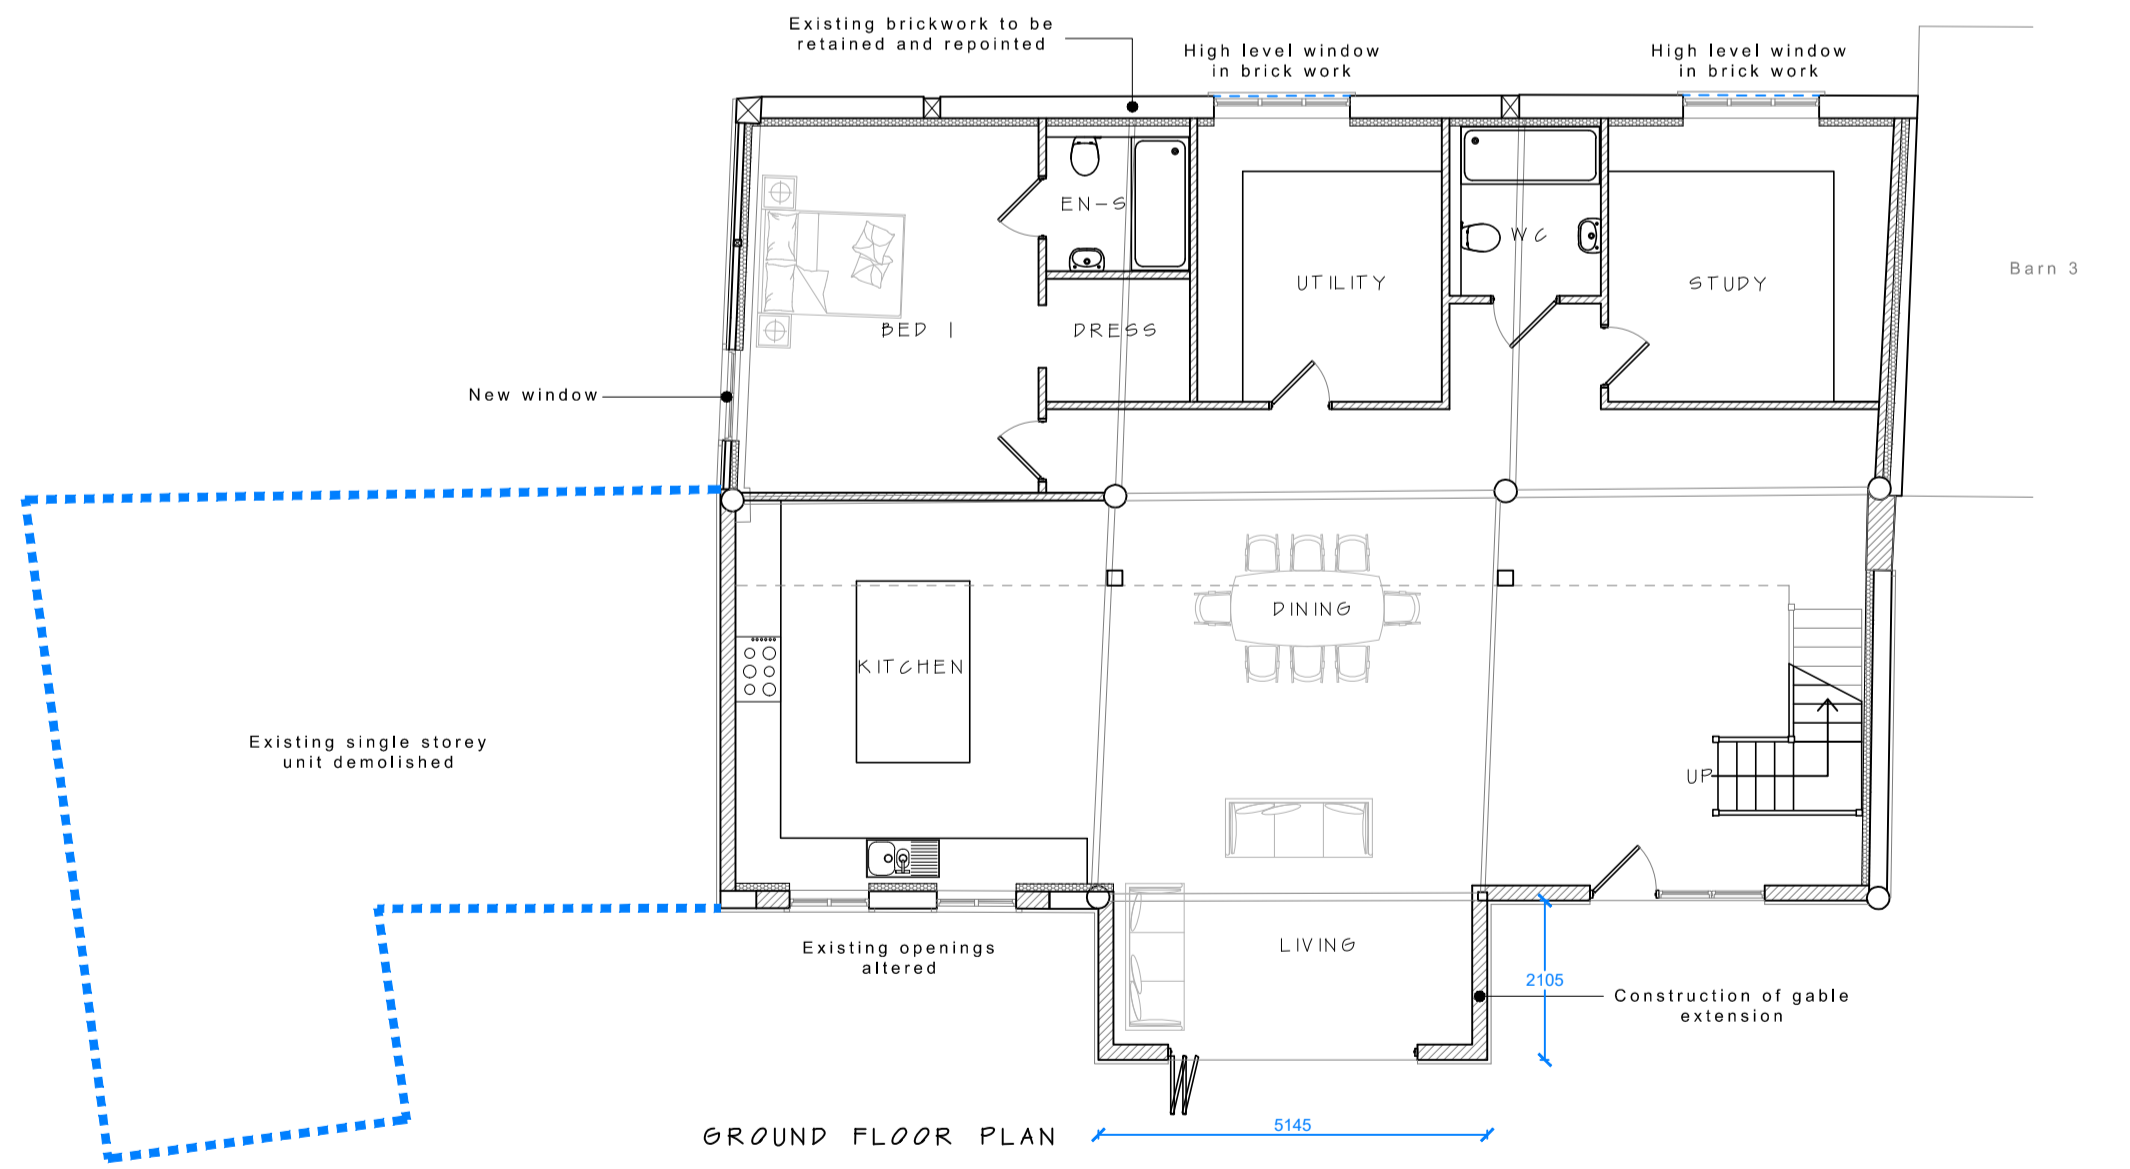 Existing brickwork to be
retained and repointed
High level window
in brick work
High level window
in brick work
EN-S
WC
Barn 3
UTILITY
STUDY
BED 1
DRESS
New window
DINING
KITCHEN
Existing single storey
unit demolished
UP
Existing openings
altered
LIVING
2105
Construction of gable
extension
GROUND FLOOR PLAN
5145